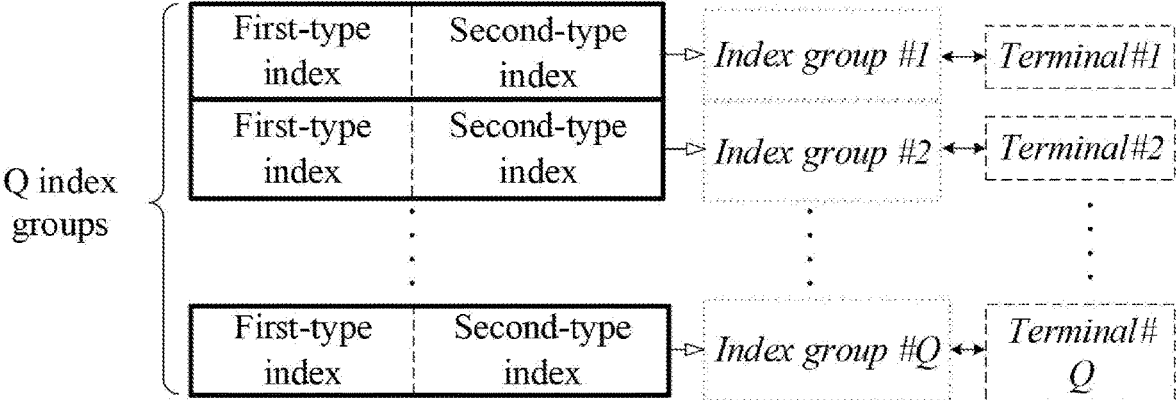 First-type index
Second-type index
Index group #1
Terminal#1
First-type index
Second-type index
Index group #2
Terminal#2
Q index groups
First-type index
Second-type index
Index group #Q
Terminal# Q